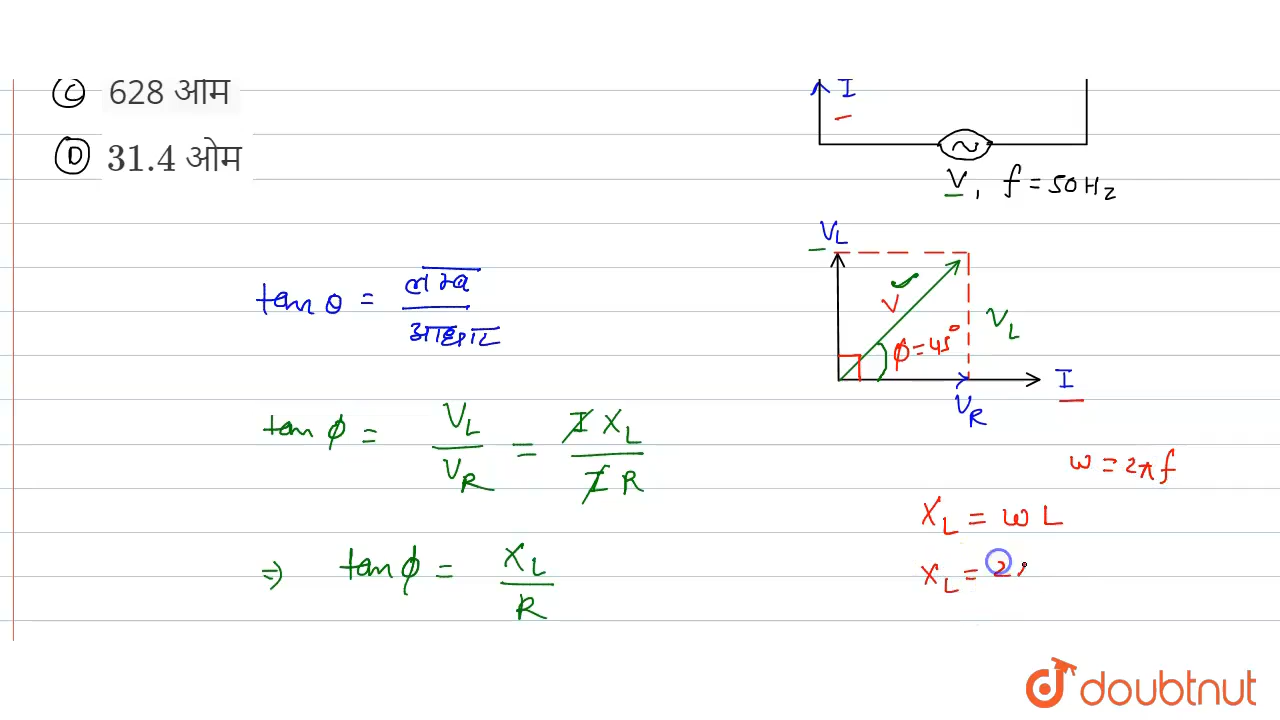 C 628 ओम
D 31.4 ओम
I
V, f = 50 Hz
VL
V
φ = 45°
VL
I
VR
tan θ = लम्ब / आधार
tan φ = VL / VR = I XL / I R
ω = 2πf
XL = ω L
⇒ tan φ = XL / R
XL = 2
doubtnut